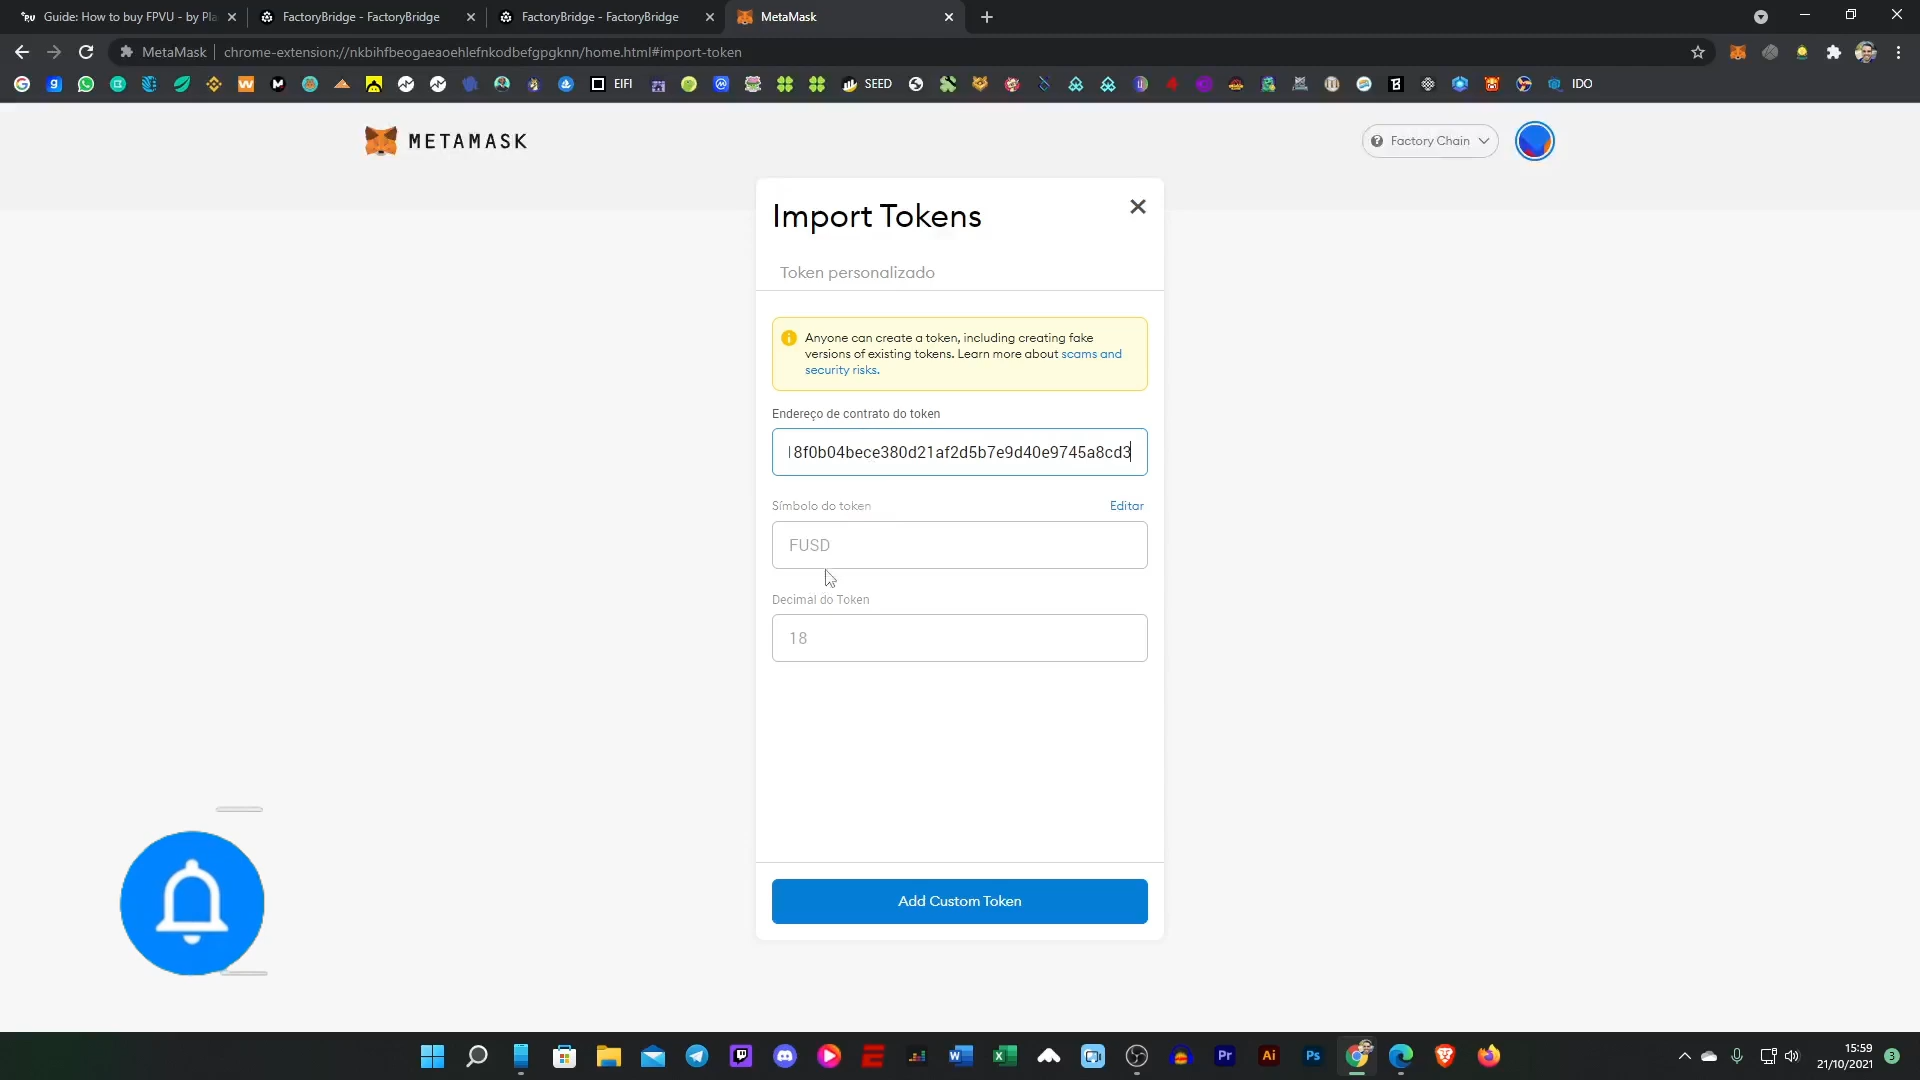 Guide: How to buy FPVU - by Pla
FactoryBridge - FactoryBridge
FactoryBridge - FactoryBridge
MetaMask
MetaMask
chrome-extension://nkbihfbeogaeaoehlefnkodbefgpgknn/home.html#import-token
EIFI
SEED
IDO
METAMASK
Factory Chain
Import Tokens
Token personalizado
Anyone can create a token, including creating fake
versions of existing tokens. Learn more about scams and
security risks.
Endereço de contrato do token
8f0b04bece380d21af2d5b7e9d40e9745a8cd3
Símbolo do token
Editar
FUSD
Decimal do Token
18
Add Custom Token
15:59
21/10/2021
3